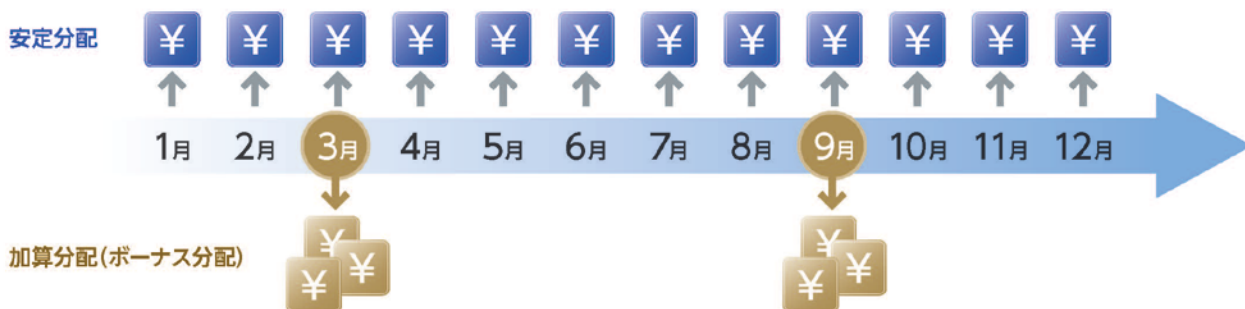 安定分配 ¥ ¥ ¥ ¥ ¥ ¥ ¥ ¥ ¥ ¥ ¥ ¥
1月 2月 3月 4月 5月 6月 7月 8月 9月 10月 11月 12月
加算分配(ボーナス分配) ¥ ¥ ¥ ¥ ¥ ¥